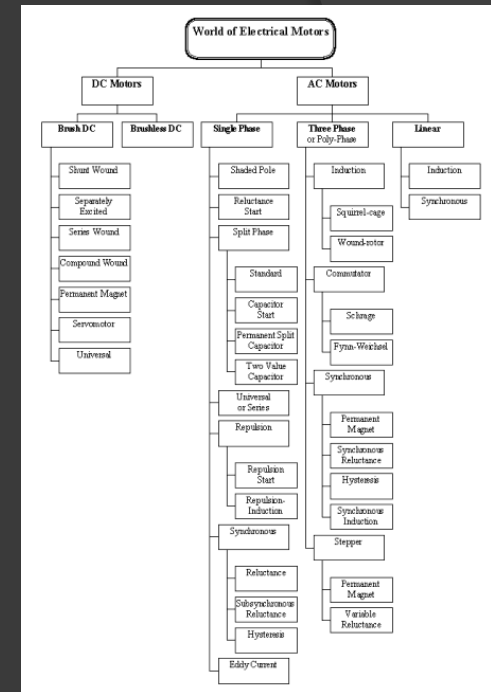 World of Electrical Motors
DC Motors
AC Motors
Brush DC
Brushless DC
Single Phase
Three Phase
or Poly-Phase
Linear
Shunt Wound
Separately
Excited
Series Wound
Compound Wound
Permanent Magnet
Servomotor
Universal
Shaded Pole
Reluctance
Start
Split Phase
Standard
Capacitor
Start
Permanent Split
Capacitor
Two Value
Capacitor
Universal
or Series
Repulsion
Repulsion
Start
Repulsion-
Induction
Synchronous
Reluctance
Subsynchronous
Reluctance
Hysteresis
Eddy Current
Induction
Squirrel-cage
Wound-rotor
Commutator
Schrage
Fynn-Weichsel
Synchronous
Permanent
Magnet
Synchronous
Reluctance
Hysteresis
Synchronous
Induction
Stepper
Permanent
Magnet
Variable
Reluctance
Induction
Synchronous